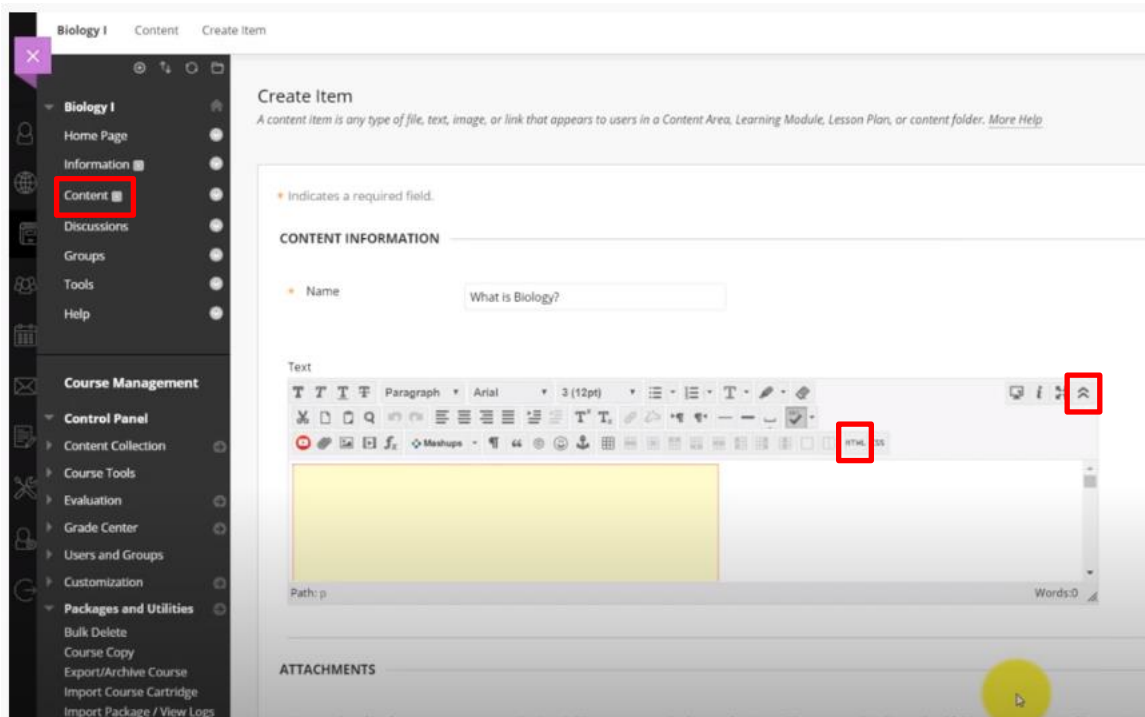 Biology I Content Create Item
Biology I
Home Page
Information
Content
Discussions
Groups
Tools
Help
Course Management
Control Panel
Content Collection
Course Tools
Evaluation
Grade Center
Users and Groups
Customization
Packages and Utilities
Bulk Delete
Course Copy
Export/Archive Course
Import Course Cartridge
Import Package / View Logs
Create Item
A content item is any type of file, text, image, or link that appears to users in a Content Area, Learning Module, Lesson Plan, or content folder. More Help
* Indicates a required field.
CONTENT INFORMATION
* Name What is Biology?
Text
T T T T Paragraph Arial 3 (12pt) T
Mashups HTML
Path: p Words:0
ATTACHMENTS